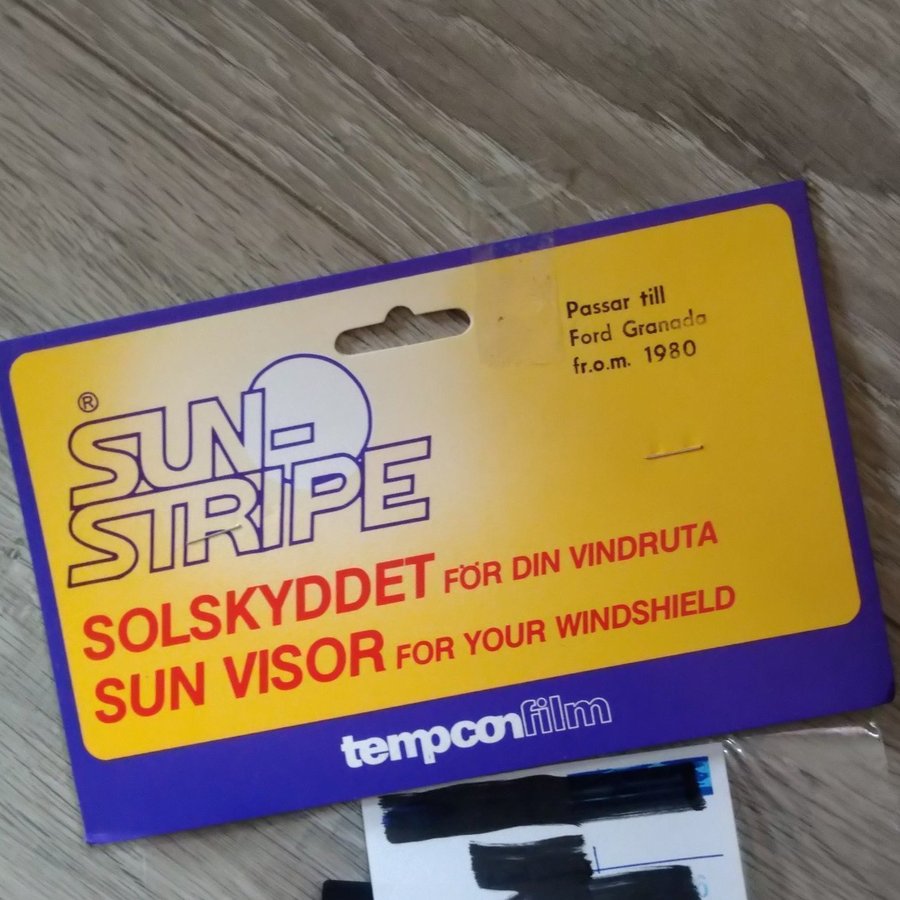 Passar till
Ford Granada
fr.o.m. 1980
®
SUN-
STRIPE
SOLSKYDDET FÖR DIN VINDRUTA
SUN VISOR FOR YOUR WINDSHIELD
tempconfilm